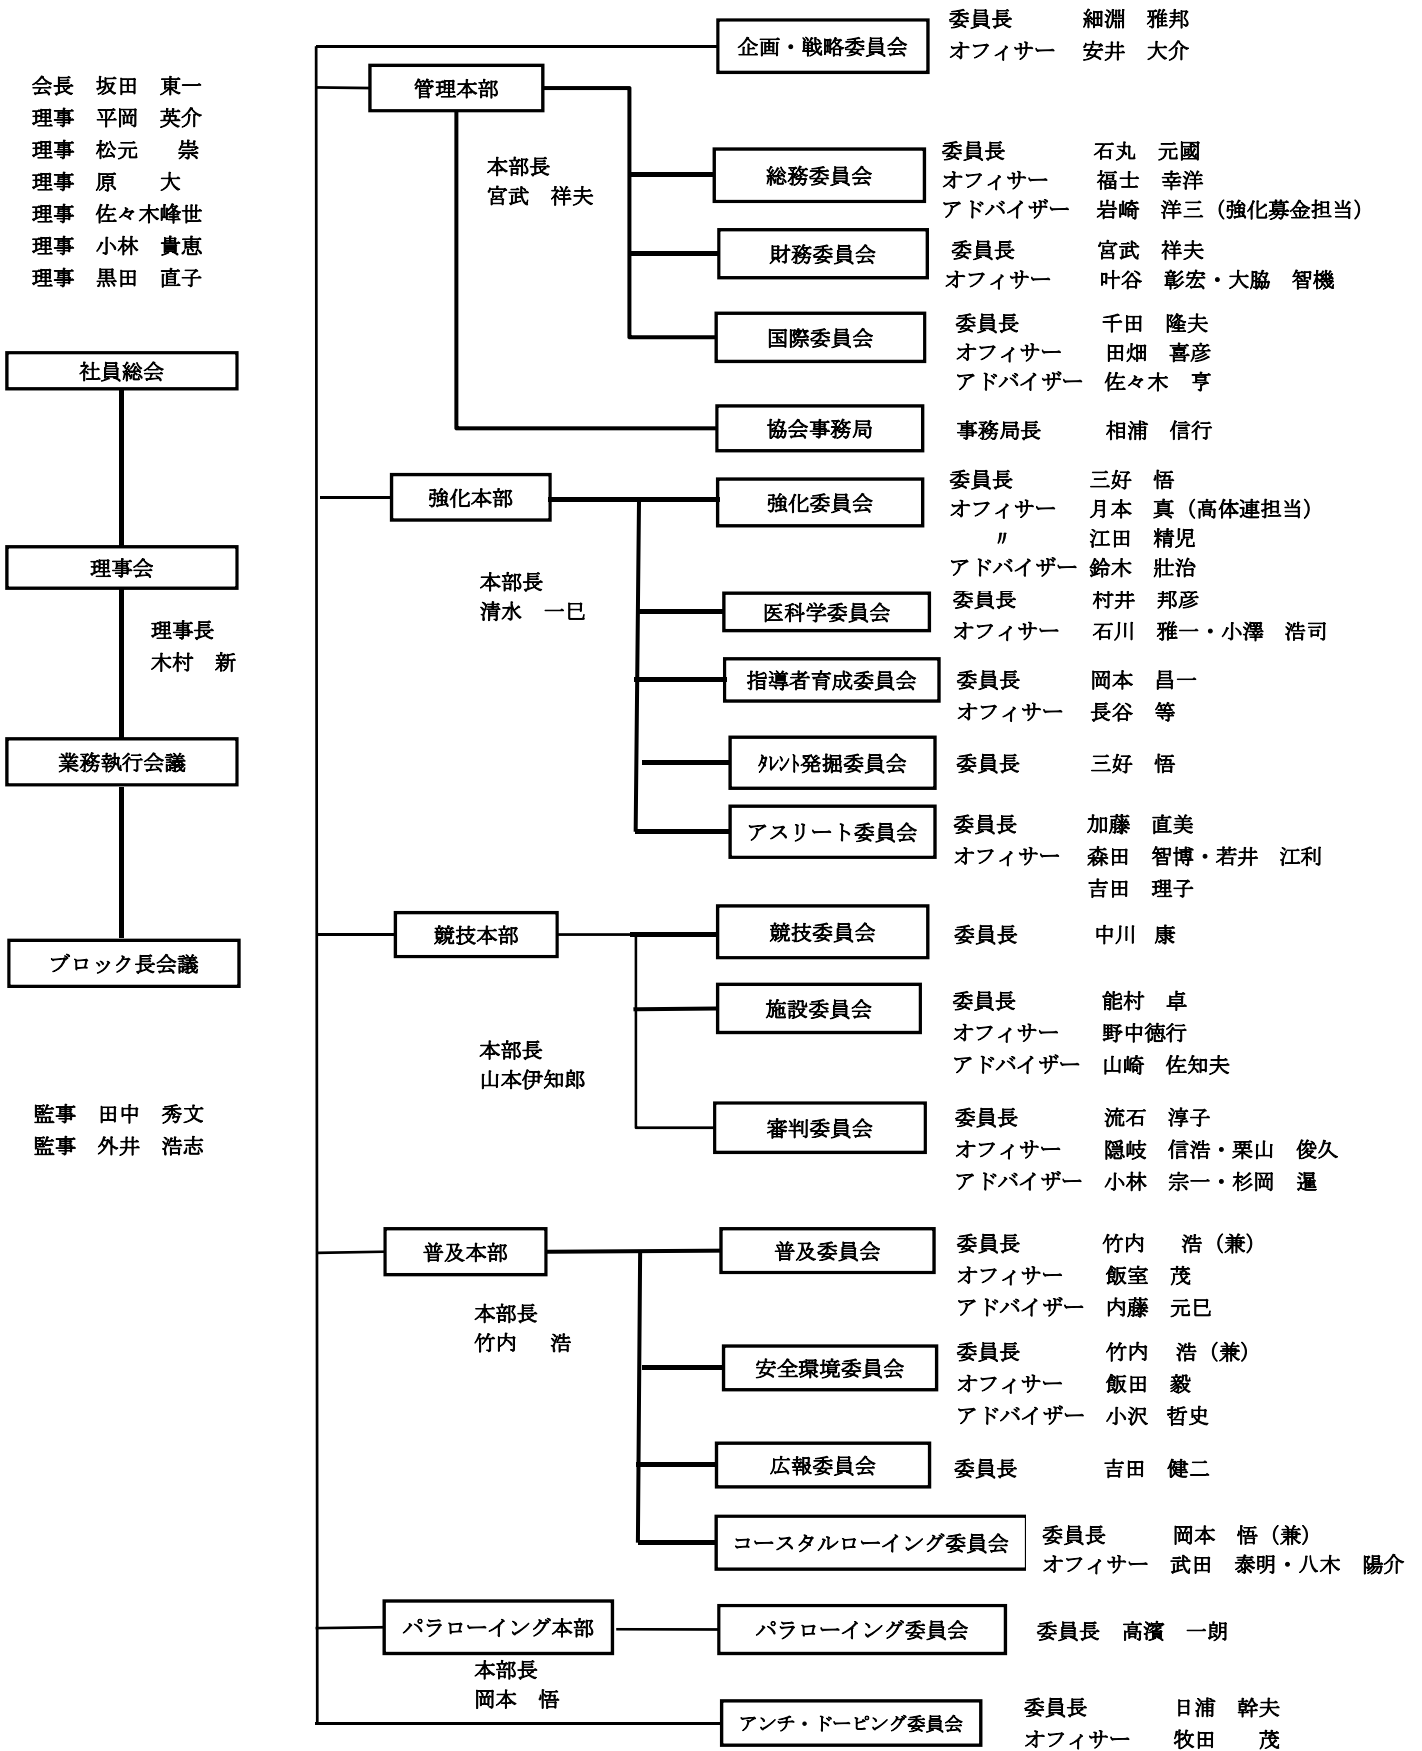 会長　坂田　東一
理事　平岡　英介
理事　松元　　崇
理事　原　　大
理事　佐々木峰世
理事　小林　貴恵
理事　黒田　直子
社員総会
理事会
理事長
木村　新
業務執行会議
ブロック長会議
監事　田中　秀文
監事　外井　浩志
企画・戦略委員会
委員長　　　細淵　雅邦
オフィサー　安井　大介
管理本部
本部長
宮武　祥夫
総務委員会
委員長　　　　石丸　元國
オフィサー　　福士　幸洋
アドバイザー　岩崎　洋三（強化募金担当）
財務委員会
委員長　　　　宮武　祥夫
オフィサー　　叶谷　彰宏・大脇　智機
国際委員会
委員長　　　　千田　隆夫
オフィサー　　田畑　喜彦
アドバイザー　佐々木　亨
協会事務局
事務局長　　　相浦　信行
強化本部
本部長
清水　一巳
強化委員会
委員長　　　　三好　悟
オフィサー　　月本　真（高体連担当）
〃　　　　江田　精児
アドバイザー　鈴木　壯治
医科学委員会
委員長　　　　村井　邦彦
オフィサー　　石川　雅一・小澤　浩司
指導者育成委員会
委員長　　　　岡本　昌一
オフィサー　　長谷　等
ﾀﾚﾝﾄ発掘委員会
委員長　　　　三好　悟
アスリート委員会
委員長　　　　加藤　直美
オフィサー　　森田　智博・若井　江利
吉田　理子
競技本部
本部長
山本伊知郎
競技委員会
委員長　　　　中川　康
施設委員会
委員長　　　　能村　卓
オフィサー　　野中徳行
アドバイザー　山崎　佐知夫
審判委員会
委員長　　　　流石　淳子
オフィサー　　隠岐　信浩・栗山　俊久
アドバイザー　小林　宗一・杉岡　暹
普及本部
本部長
竹内　浩
普及委員会
委員長　　　　竹内　浩（兼）
オフィサー　　飯室　茂
アドバイザー　内藤　元巳
安全環境委員会
委員長　　　　竹内　浩（兼）
オフィサー　　飯田　毅
アドバイザー　小沢　哲史
広報委員会
委員長　　　　吉田　健二
コースタルローイング委員会
委員長　　　　岡本　悟（兼）
オフィサー　武田　泰明・八木　陽介
パラローイング本部
本部長
岡本　悟
パラローイング委員会
委員長　高濱　一朗
アンチ・ドーピング委員会
委員長　　　　日浦　幹夫
オフィサー　　牧田　　茂